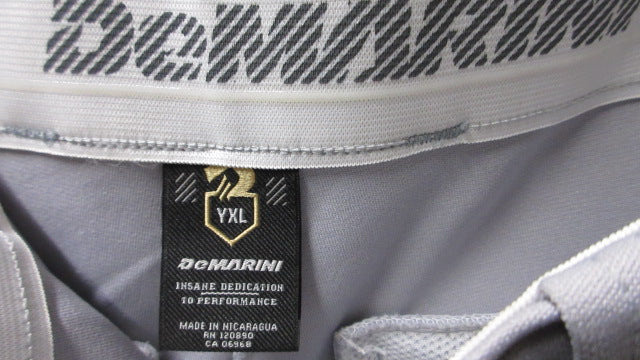 DeMARINI
YXL
DeMARINI
INSANE DEDICATION
TO PERFORMANCE
MADE IN NICARAGUA
RN 120890
CA 06968